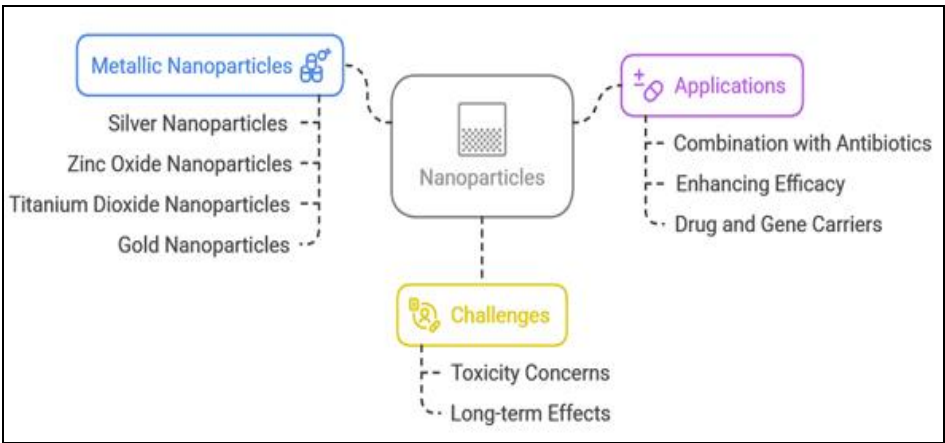 Metallic Nanoparticles
Silver Nanoparticles
Zinc Oxide Nanoparticles
Titanium Dioxide Nanoparticles
Gold Nanoparticles
Nanoparticles
Applications
Combination with Antibiotics
Enhancing Efficacy
Drug and Gene Carriers
Challenges
Toxicity Concerns
Long-term Effects